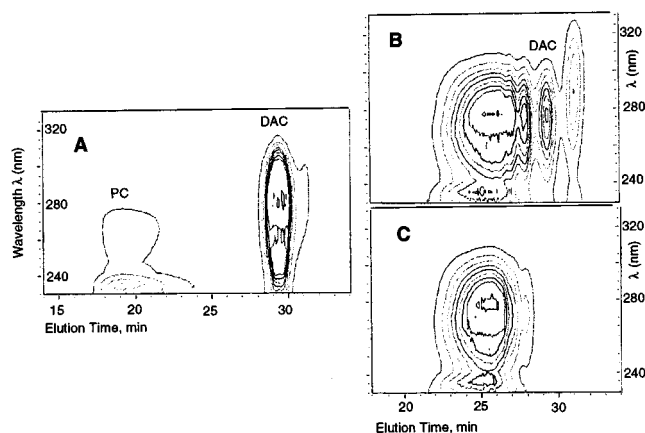 A
DAC
PC
Wavelength λ (nm)
320
280
240
15
20
25
30
Elution Time, min
B
DAC
320
280
240
λ (nm)
C
320
280
240
λ (nm)
20
25
30
Elution Time, min